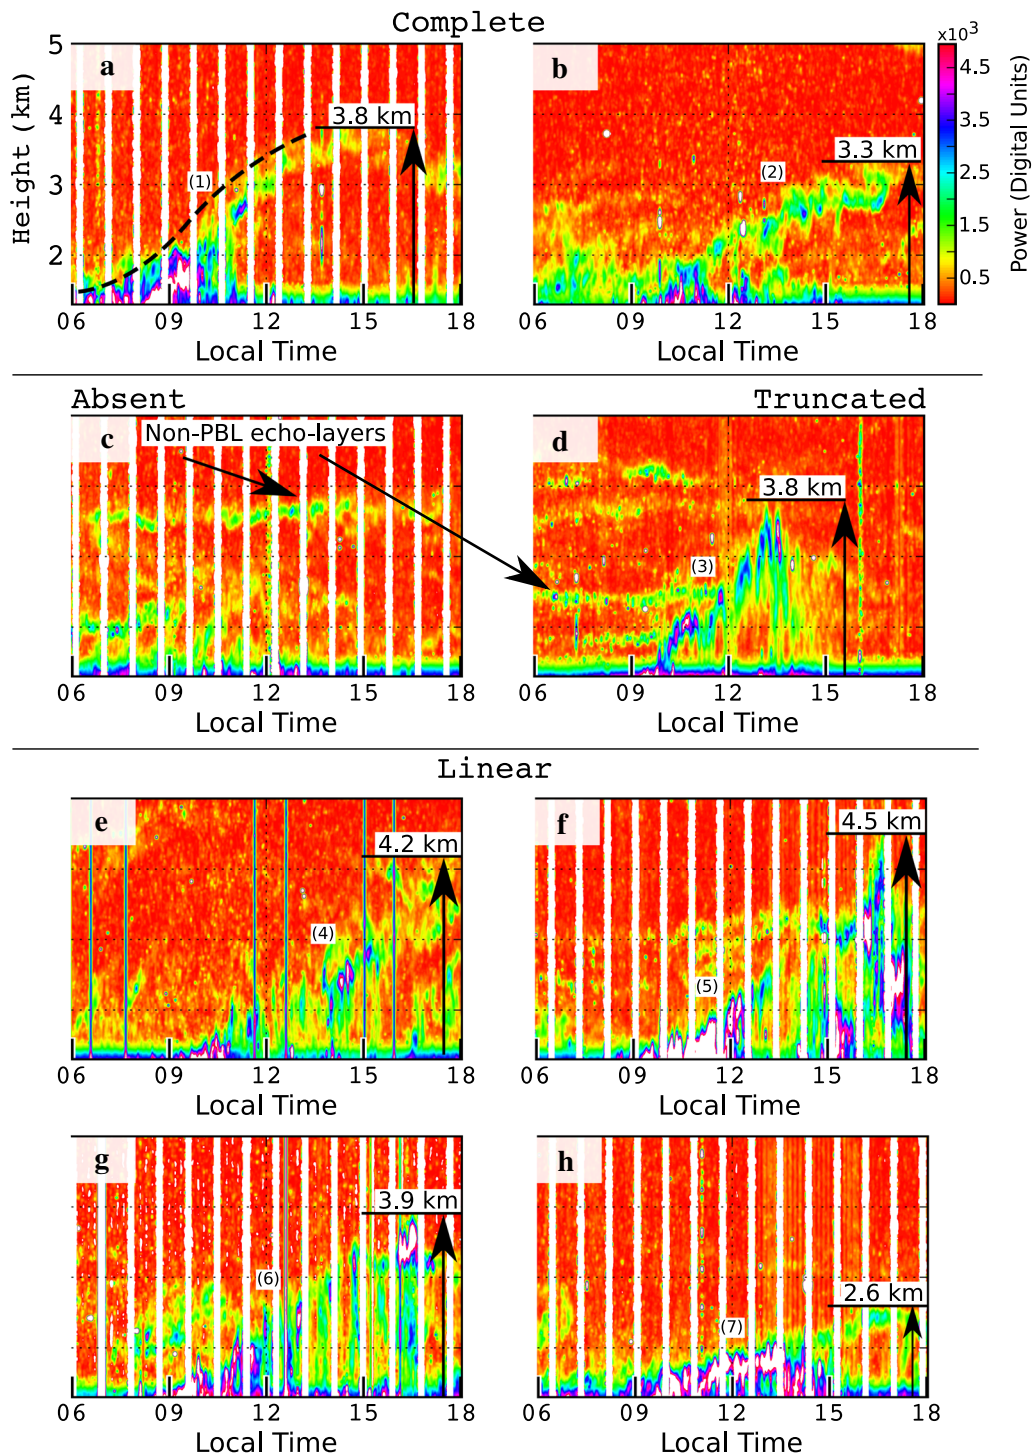 Complete
Height (km)
5
4
3
2
a
(1)
3.8 km
06 09 12 15 18
Local Time
b
(2)
3.3 km
06 09 12 15 18
Local Time
x10³
4.5
3.5
2.5
1.5
0.5
Power (Digital Units)
Absent
Truncated
c
Non-PBL echo-layers
06 09 12 15 18
Local Time
d
(3)
3.8 km
06 09 12 15 18
Local Time
Linear
e
(4)
4.2 km
06 09 12 15 18
Local Time
f
(5)
4.5 km
06 09 12 15 18
Local Time
g
(6)
3.9 km
06 09 12 15 18
Local Time
h
(7)
2.6 km
06 09 12 15 18
Local Time